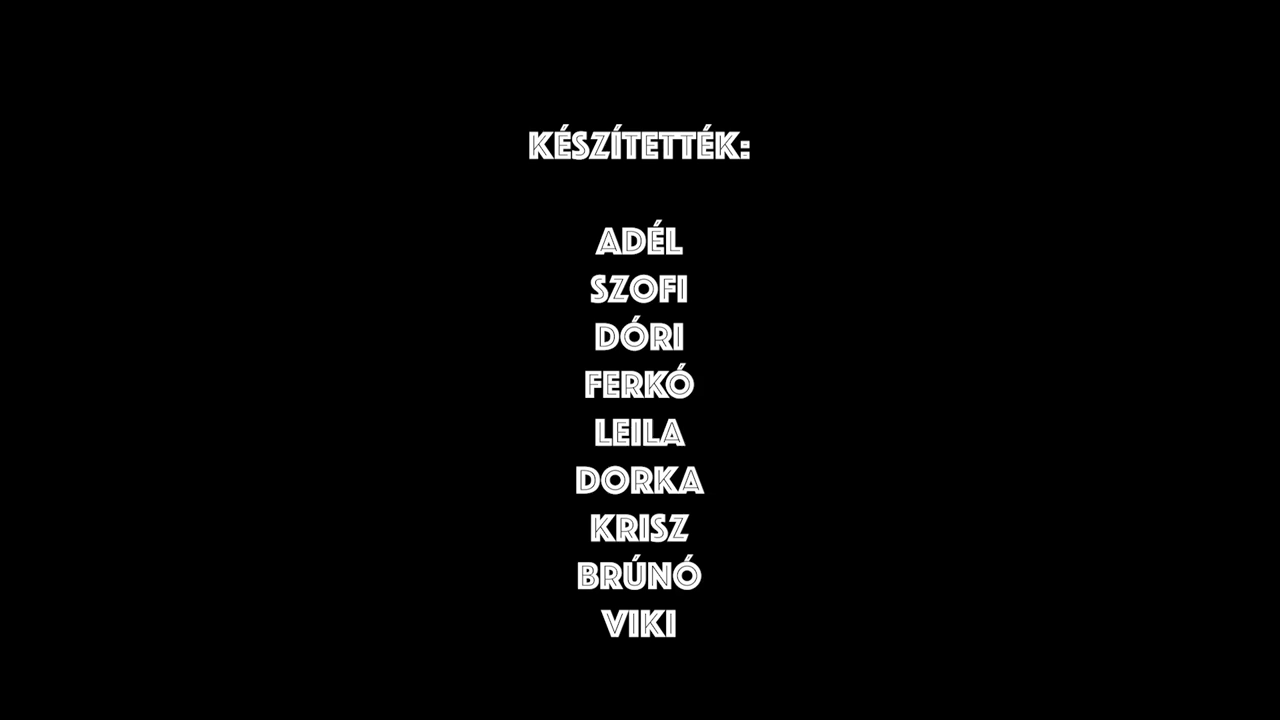 KÉSZÍTETTÉK:
ADÉL
SZOFI
DÓRI
FERKÓ
LEILA
DORKA
KRISZ
BRÚNÓ
VIKI